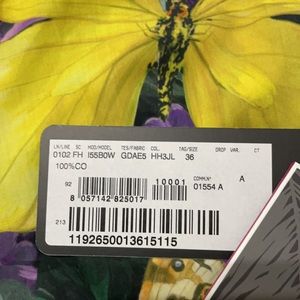 LN/LINE SC MOD/MODEL TES/FABRIC COL. TAG/SIZE DROP VAR. CT
0102 FH I55B0W GDAE5 HH3JL 36
100%CO
COMM.N° A
92 10001 01554 A
8 057142 825017
213
1192650013615115